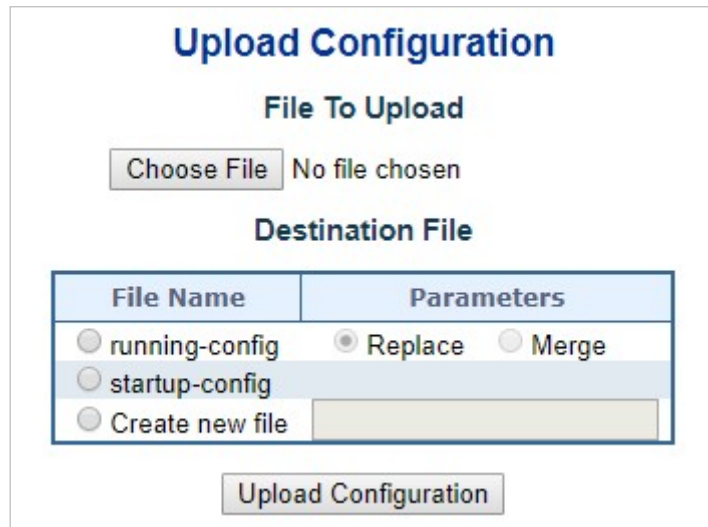 Upload Configuration
File To Upload
Choose File No file chosen
Destination File
File Name Parameters
running-config Replace Merge
startup-config
Create new file
Upload Configuration